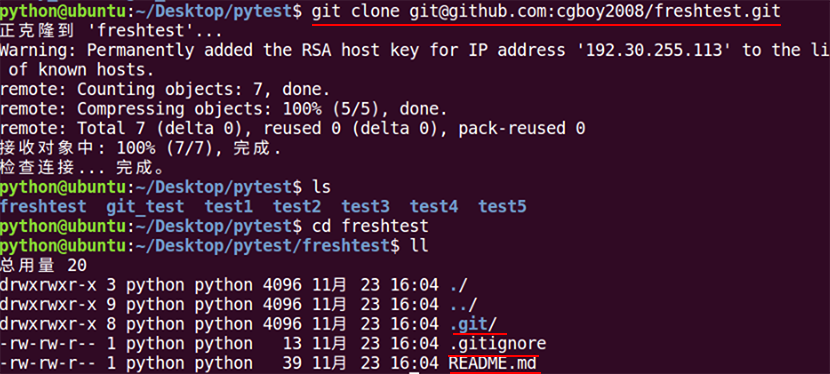 python@ubuntu:~/Desktop/pytest$ git clone git@github.com:cgboy2008/freshtest.git
正克隆到 'freshtest'...
Warning: Permanently added the RSA host key for IP address '192.30.255.113' to the li
 of known hosts.
remote: Counting objects: 7, done.
remote: Compressing objects: 100% (5/5), done.
remote: Total 7 (delta 0), reused 0 (delta 0), pack-reused 0
接收对象中: 100% (7/7), 完成.
检查连接... 完成。
python@ubuntu:~/Desktop/pytest$ ls
freshtest  git_test  test1  test2  test3  test4  test5
python@ubuntu:~/Desktop/pytest$ cd freshtest
python@ubuntu:~/Desktop/pytest/freshtest$ ll
总用量 20
drwxrwxr-x 3 python python 4096 11月 23 16:04 ./
drwxrwxr-x 9 python python 4096 11月 23 16:04 ../
drwxrwxr-x 8 python python 4096 11月 23 16:04 .git/
-rw-rw-r-- 1 python python   13 11月 23 16:04 .gitignore
-rw-rw-r-- 1 python python   39 11月 23 16:04 README.md